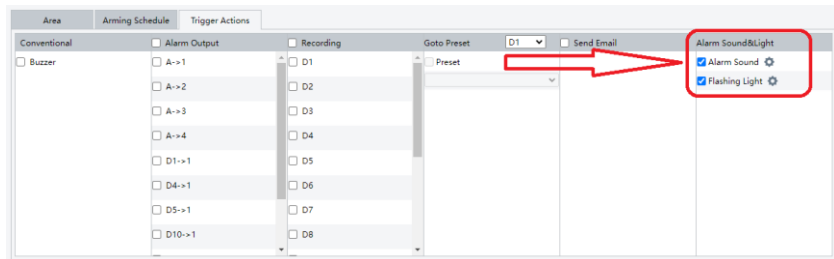 Area Arming Schedule Trigger Actions
Conventional Alarm Output Recording Goto Preset D1 Send Email Alarm Sound&Light
Buzzer A->1 D1 Preset Alarm Sound
A->2 D2 Flashing Light
A->3 D3
A->4 D4
D1->1 D5
D4->1 D6
D5->1 D7
D10->1 D8